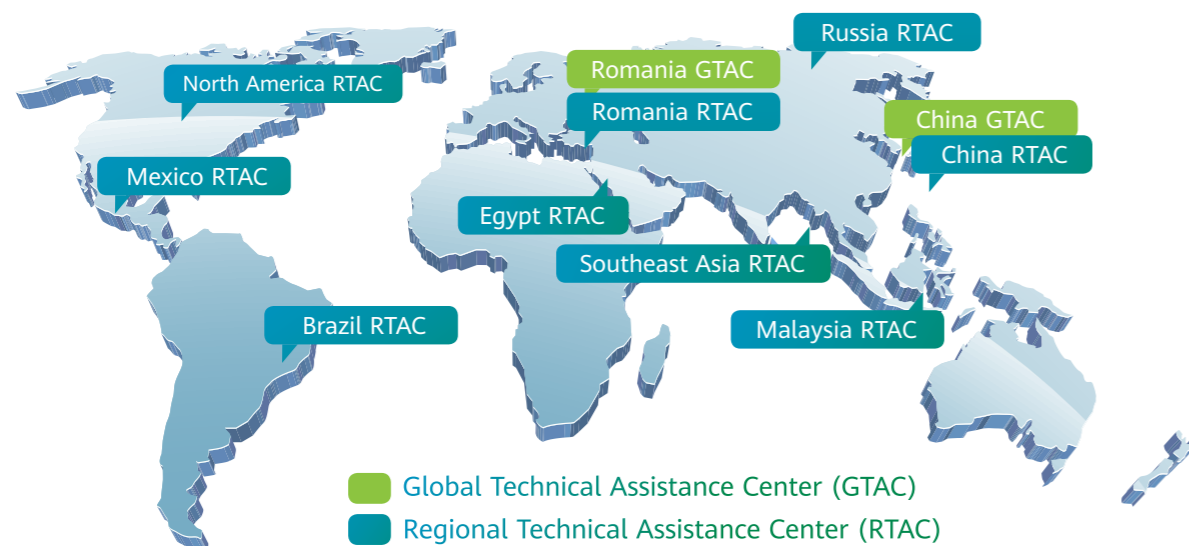 Russia RTAC
North America RTAC
Romania GTAC
Romania RTAC
China GTAC
China RTAC
Mexico RTAC
Egypt RTAC
Southeast Asia RTAC
Brazil RTAC
Malaysia RTAC
Global Technical Assistance Center (GTAC)
Regional Technical Assistance Center (RTAC)